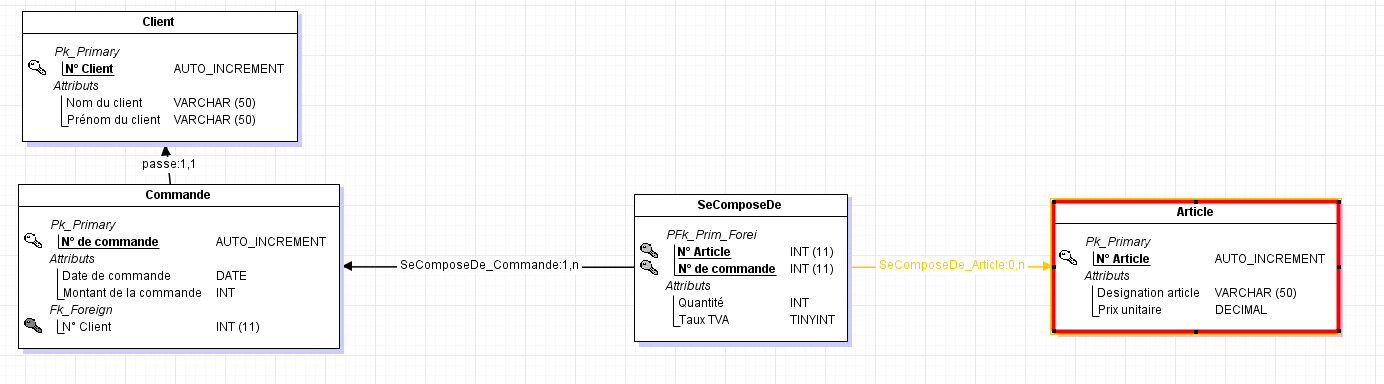 Client
Pk_Primary
N° Client AUTO_INCREMENT
Attributs
Nom du client VARCHAR (50)
Prénom du client VARCHAR (50)
passe:1,1
Commande
Pk_Primary
N° de commande AUTO_INCREMENT
Attributs
Date de commande DATE
Montant de la commande INT
Fk_Foreign
N° Client INT (11)
SeComposeDe_Commande:1,n
SeComposeDe
PFk_Prim_Forei
N° Article INT (11)
N° de commande INT (11)
Attributs
Quantité INT
Taux TVA TINYINT
SeComposeDe_Article:0,n
Article
Pk_Primary
N° Article AUTO_INCREMENT
Attributs
Designation article VARCHAR (50)
Prix unitaire DECIMAL